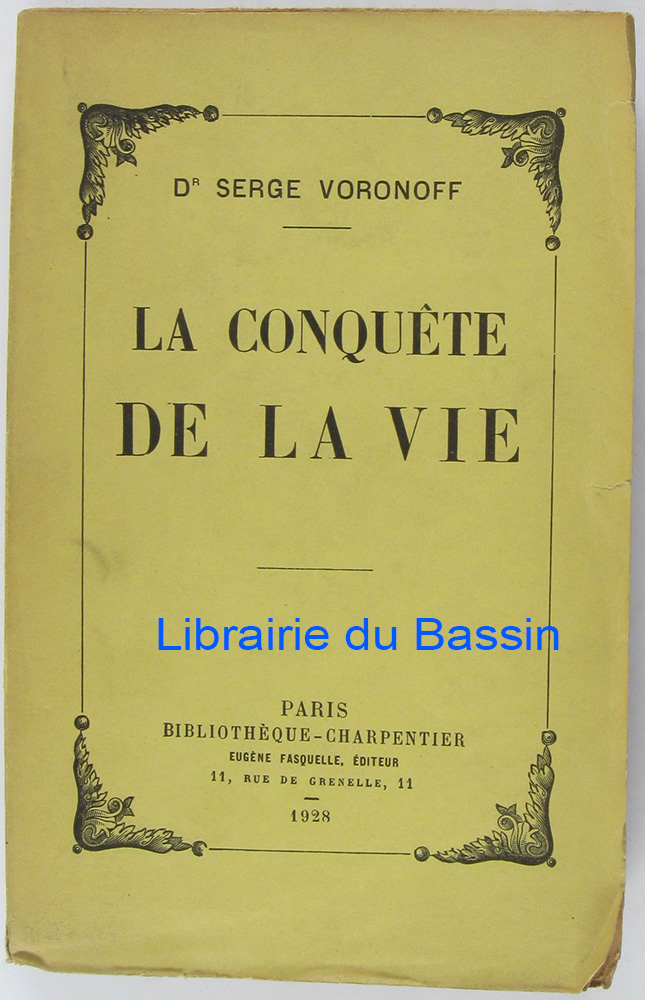 Dʳ SERGE VORONOFF
LA CONQUÊTE
DE LA VIE
Librairie du Bassin
PARIS
BIBLIOTHÈQUE-CHARPENTIER
EUGÈNE FASQUELLE, ÉDITEUR
11, RUE DE GRENELLE, 11
1928